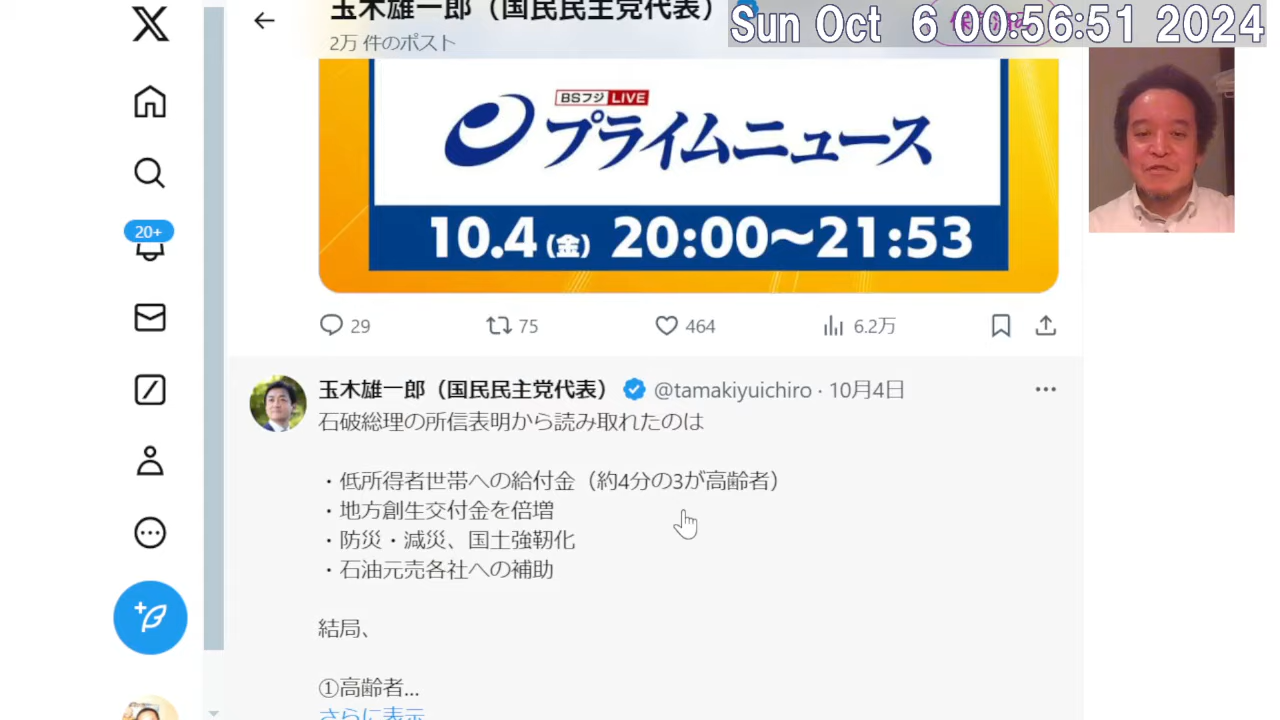 玉木雄一郎（国民民主党代表）
2万 件のポスト
Sun Oct 6 00:56:51 2024
BSフジ LIVE
プライムニュース
10.4(金) 20:00〜21:53
20+
29 75 464 6.2万
玉木雄一郎（国民民主党代表） @tamakiyuichiro · 10月4日
石破総理の所信表明から読み取れたのは
・低所得者世帯への給付金（約4分の3が高齢者）
・地方創生交付金を倍増
・防災・減災、国土強靭化
・石油元売各社への補助
結局、
①高齢者...
さらに表示